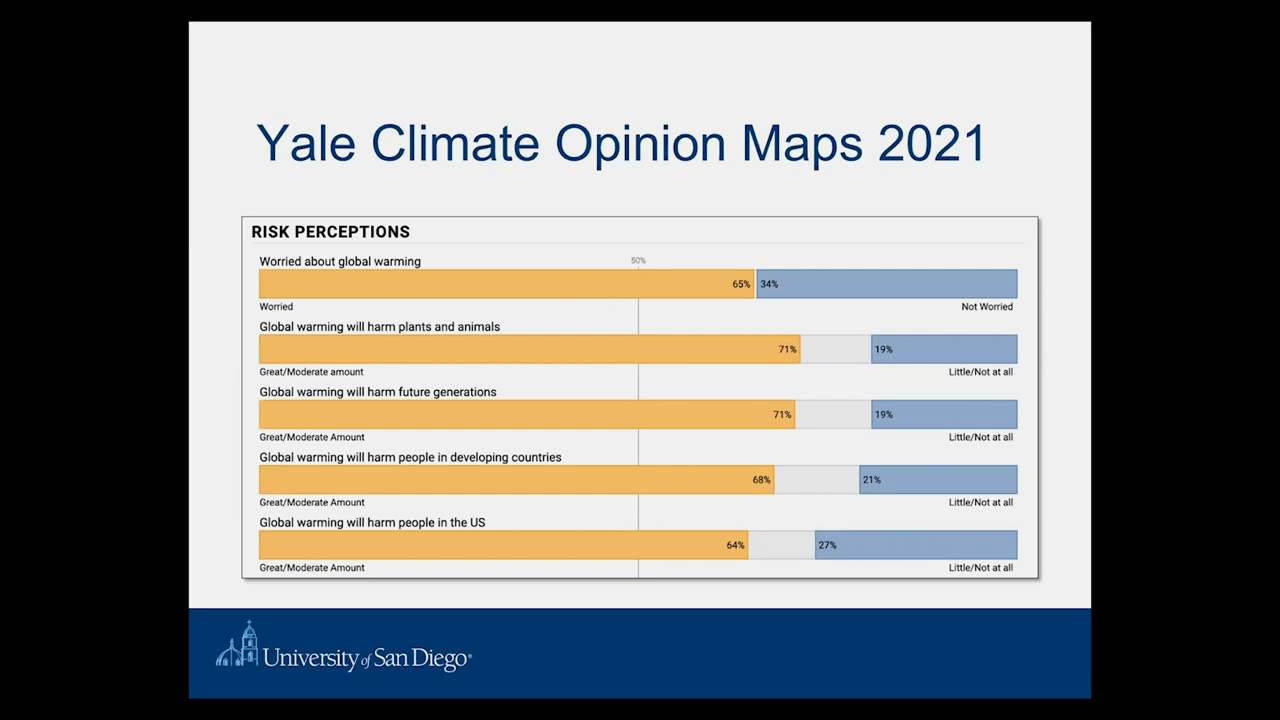 Yale Climate Opinion Maps 2021
RISK PERCEPTIONS
Worried about global warming
50%
65%
34%
Worried
Not Worried
Global warming will harm plants and animals
71%
19%
Great/Moderate amount
Little/Not at all
Global warming will harm future generations
71%
19%
Great/Moderate Amount
Little/Not at all
Global warming will harm people in developing countries
68%
21%
Great/Moderate Amount
Little/Not at all
Global warming will harm people in the US
64%
27%
Great/Moderate Amount
Little/Not at all
University of San Diego®